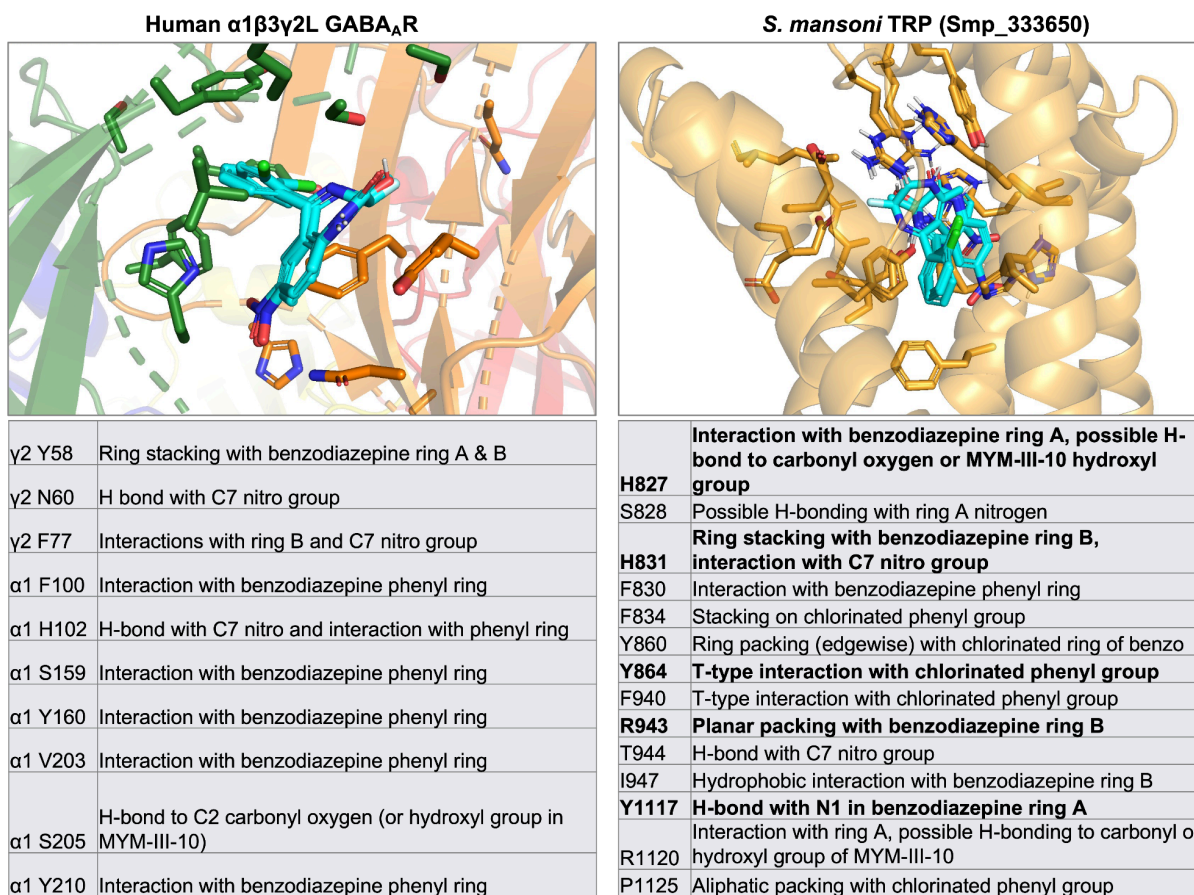 Human α1β3γ2L GABAAR
γ2 Y58 Ring stacking with benzodiazepine ring A & B
γ2 N60 H bond with C7 nitro group
γ2 F77 Interactions with ring B and C7 nitro group
α1 F100 Interaction with benzodiazepine phenyl ring
α1 H102 H-bond with C7 nitro and interaction with phenyl ring
α1 S159 Interaction with benzodiazepine phenyl ring
α1 Y160 Interaction with benzodiazepine phenyl ring
α1 V203 Interaction with benzodiazepine phenyl ring
H-bond to C2 carbonyl oxygen (or hydroxyl group in
α1 S205 MYM-III-10)
α1 Y210 Interaction with benzodiazepine phenyl ring
S. mansoni TRP (Smp_333650)
Interaction with benzodiazepine ring A, possible H-
bond to carbonyl oxygen or MYM-III-10 hydroxyl
H827 group
S828 Possible H-bonding with ring A nitrogen
Ring stacking with benzodiazepine ring B,
H831 interaction with C7 nitro group
F830 Interaction with benzodiazepine phenyl ring
F834 Stacking on chlorinated phenyl group
Y860 Ring packing (edgewise) with chlorinated ring of benzo
Y864 T-type interaction with chlorinated phenyl group
F940 T-type interaction with chlorinated phenyl group
R943 Planar packing with benzodiazepine ring B
T944 H-bond with C7 nitro group
I947 Hydrophobic interaction with benzodiazepine ring B
Y1117 H-bond with N1 in benzodiazepine ring A
Interaction with ring A, possible H-bonding to carbonyl o
R1120 hydroxyl group of MYM-III-10
P1125 Aliphatic packing with chlorinated phenyl group